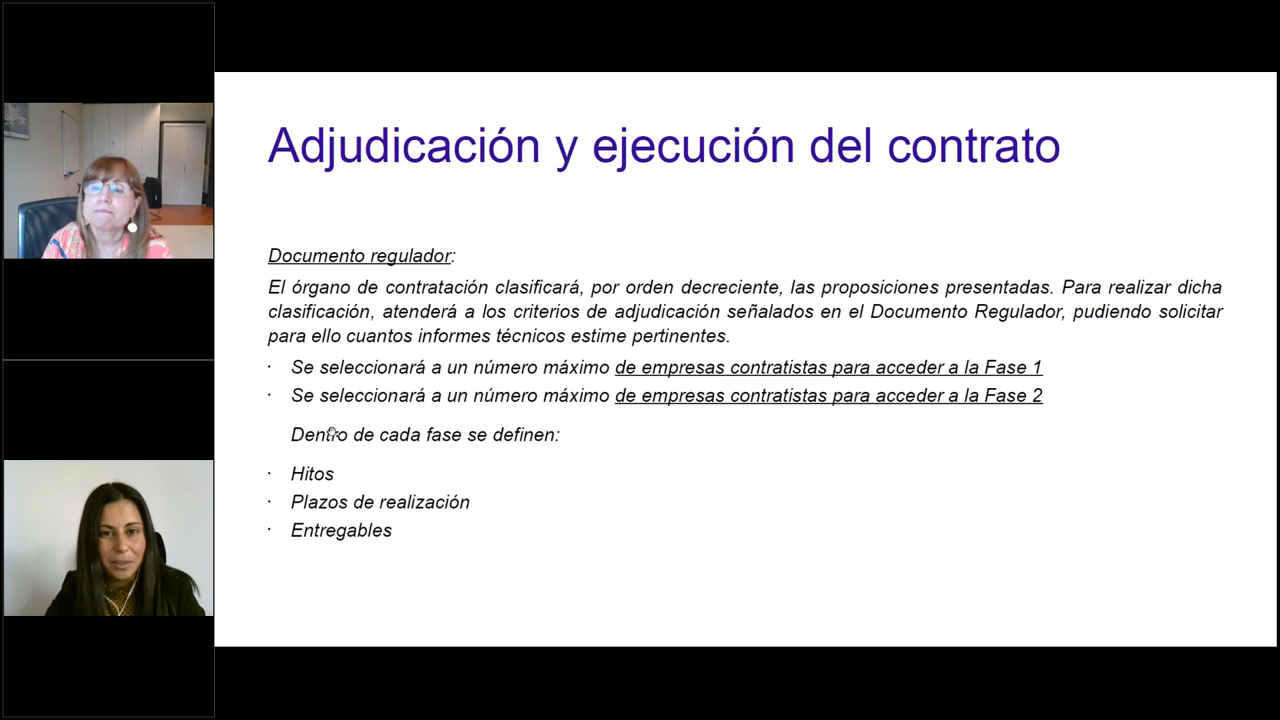 Adjudicación y ejecución del contrato
Documento regulador:
El órgano de contratación clasificará, por orden decreciente, las proposiciones presentadas. Para realizar dicha
clasificación, atenderá a los criterios de adjudicación señalados en el Documento Regulador, pudiendo solicitar
para ello cuantos informes técnicos estime pertinentes.
· Se seleccionará a un número máximo de empresas contratistas para acceder a la Fase 1
· Se seleccionará a un número máximo de empresas contratistas para acceder a la Fase 2
Dentro de cada fase se definen:
· Hitos
· Plazos de realización
· Entregables